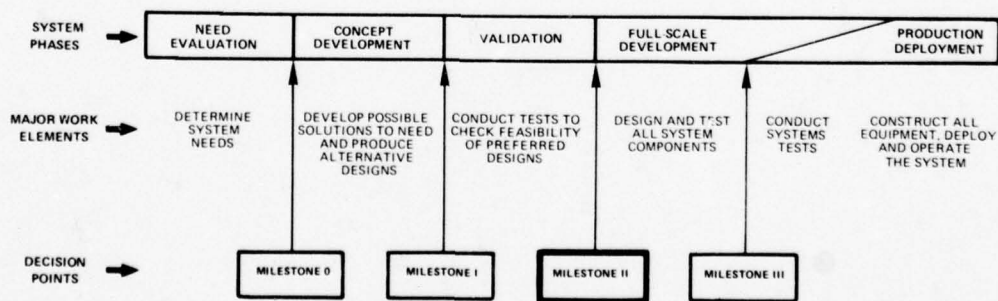 SYSTEM
PHASES
NEED
EVALUATION
CONCEPT
DEVELOPMENT
VALIDATION
FULL-SCALE
DEVELOPMENT
PRODUCTION
DEPLOYMENT
MAJOR WORK
ELEMENTS
DETERMINE
SYSTEM
NEEDS
DEVELOP POSSIBLE
SOLUTIONS TO NEED
AND PRODUCE
ALTERNATIVE
DESIGNS
CONDUCT TESTS TO
CHECK FEASIBILITY
OF PREFERRED
DESIGNS
DESIGN AND TEST
ALL SYSTEM
COMPONENTS
CONDUCT
SYSTEMS
TESTS
CONSTRUCT ALL
EQUIPMENT, DEPLOY
AND OPERATE
THE SYSTEM
DECISION
POINTS
MILESTONE 0
MILESTONE I
MILESTONE II
MILESTONE III